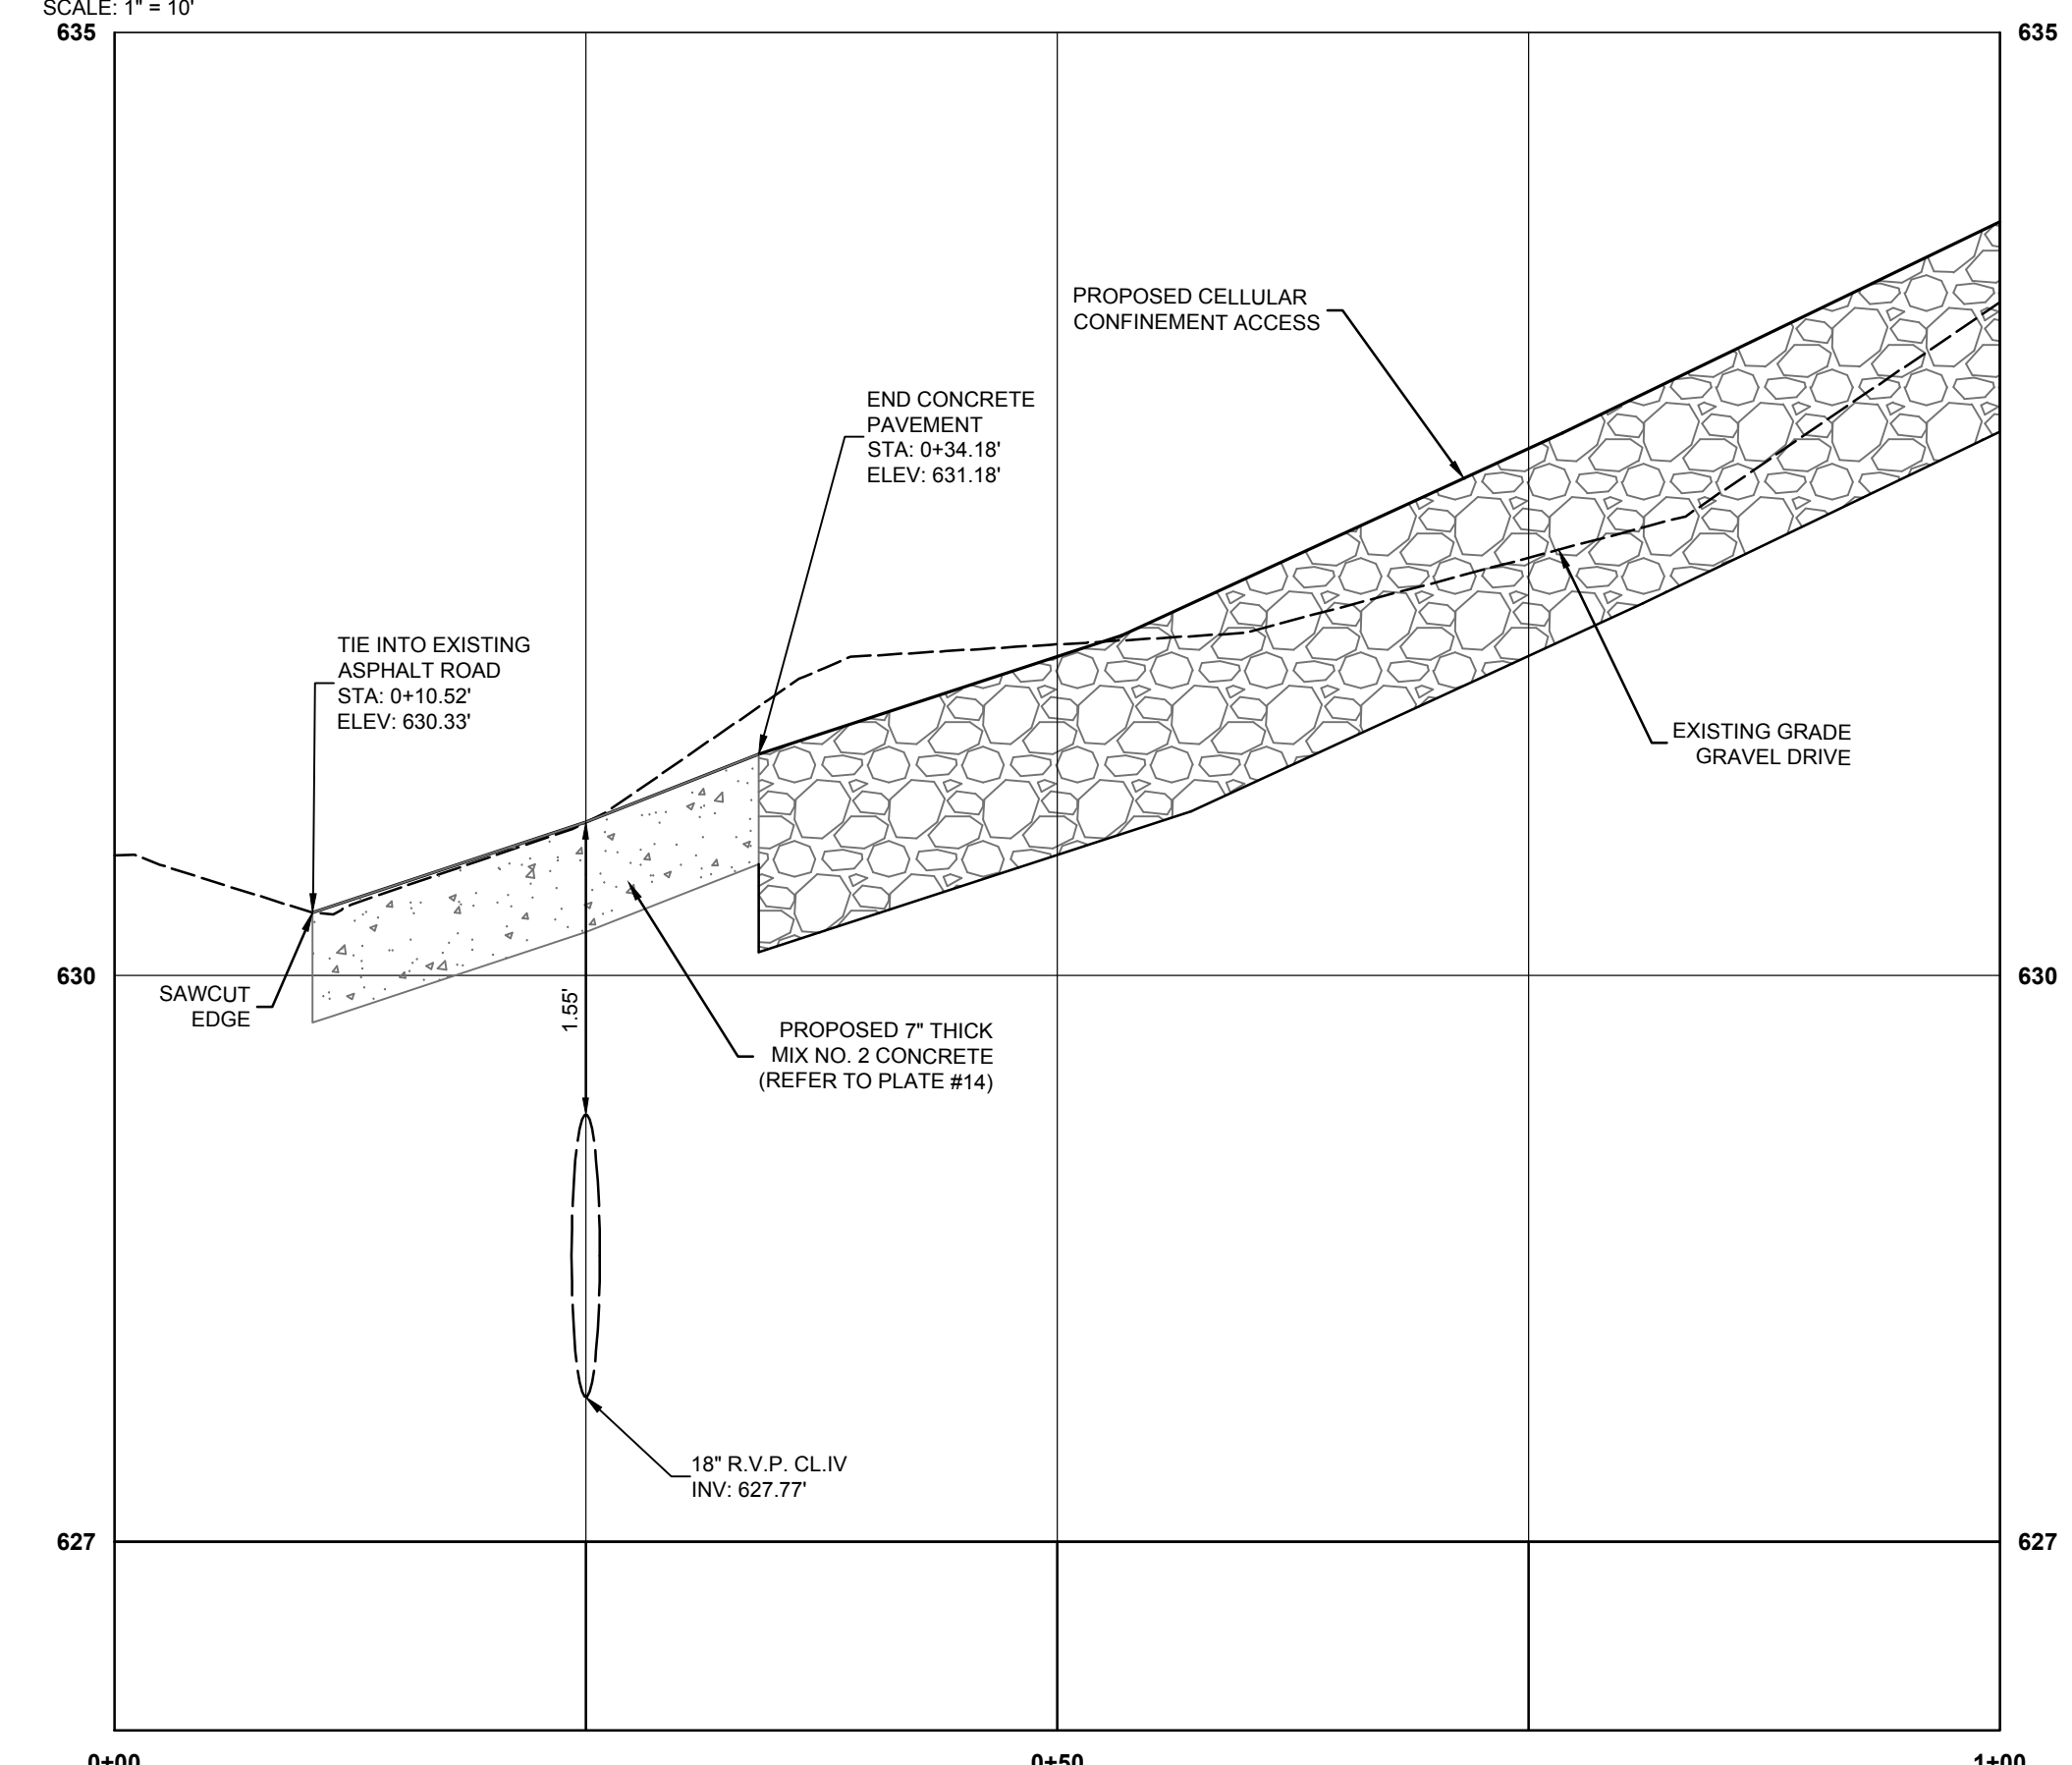 SCALE: 1" = 10'
635
635
PROPOSED CELLULAR
CONFINEMENT ACCESS
END CONCRETE
PAVEMENT
STA: 0+34.18'
ELEV: 631.18'
TIE INTO EXISTING
ASPHALT ROAD
STA: 0+10.52'
ELEV: 630.33'
EXISTING GRADE
GRAVEL DRIVE
630
630
SAWCUT
EDGE
1.55'
PROPOSED 7" THICK
MIX NO. 2 CONCRETE
(REFER TO PLATE #14)
18" R.V.P. CL.IV
INV: 627.77'
627
627
0+00
0+50
1+00